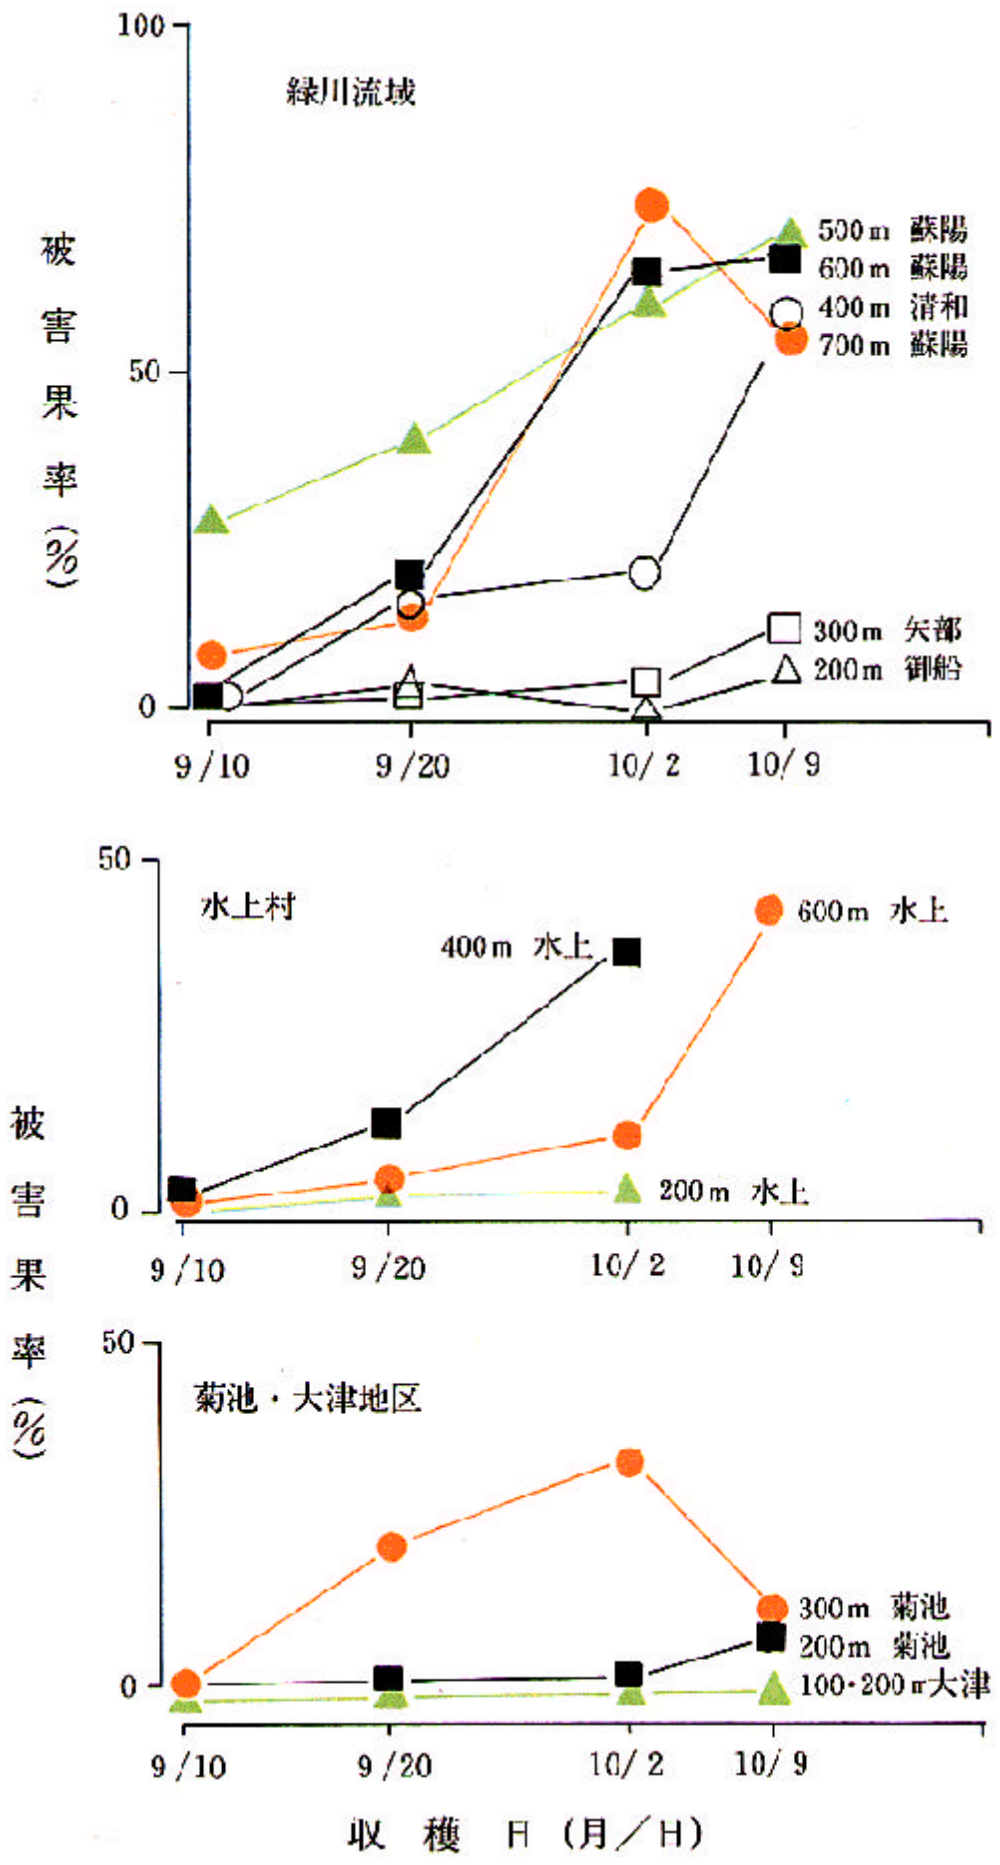 100
緑川流域
500m 蘇陽
600m 蘇陽
400m 清和
700m 蘇陽
50
300m 矢部
200m 御船
0
9/10 9/20 10/2 10/9
被害果率(%)
50
水上村
400m 水上
600m 水上
200m 水上
0
9/10 9/20 10/2 10/9
被害果率(%)
50
菊池・大津地区
300m 菊池
200m 菊池
100・200m大津
0
9/10 9/20 10/2 10/9
収穫日(月/日)